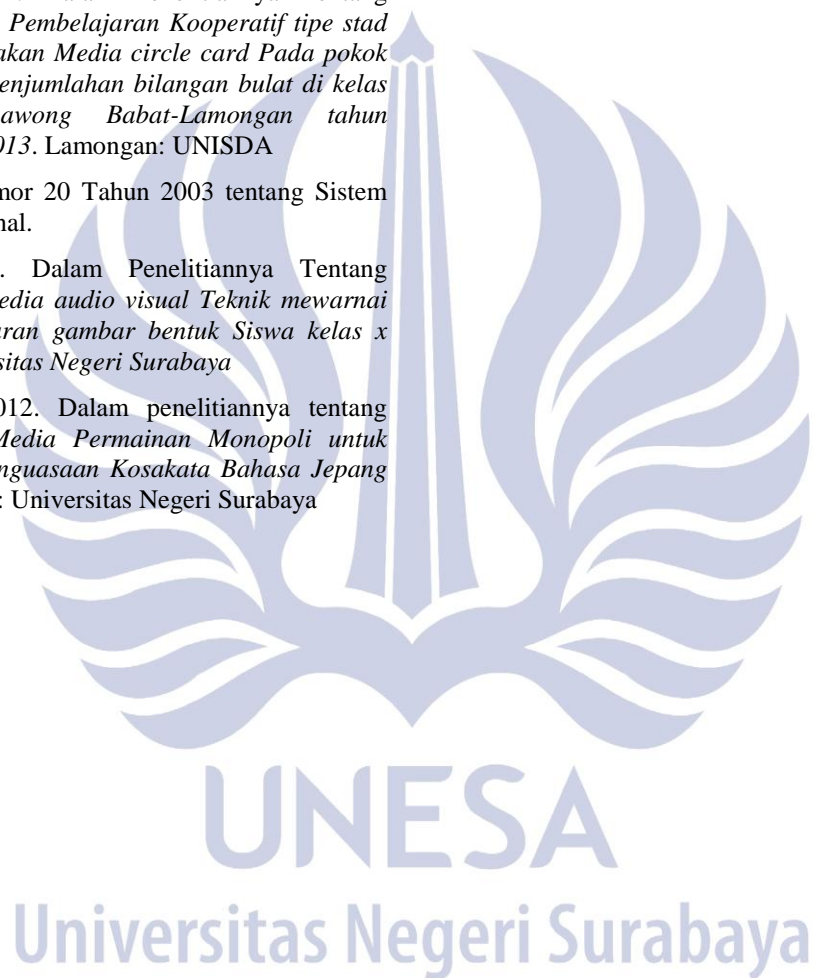 Pembelajaran Kooperatif tipe stad
akan Media circle card Pada pokok
enjumlahan bilangan bulat di kelas
awong Babat-Lamongan tahun
013. Lamongan: UNISDA
mor 20 Tahun 2003 tentang Sistem
nal.
. Dalam Penelitiannya Tentang
edia audio visual Teknik mewarnai
ran gambar bentuk Siswa kelas x
sitas Negeri Surabaya
012. Dalam penelitiannya tentang
Media Permainan Monopoli untuk
nguasaan Kosakata Bahasa Jepang
: Universitas Negeri Surabaya
UNESA
Universitas Negeri Surabaya